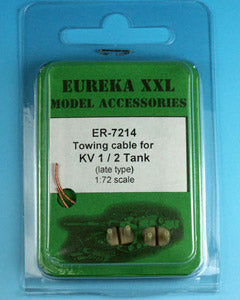 EUREKA XXL
MODEL ACCESSORIES
ER-7214
Towing cable for
KV 1 / 2 Tank
(late type)
1:72 scale